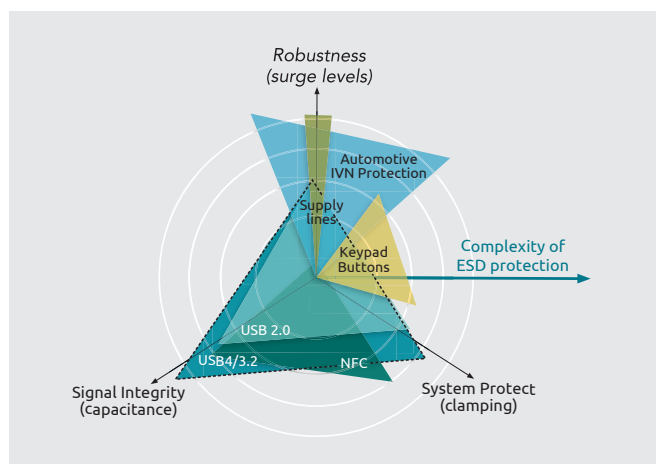 Robustness
(surge levels)
Automotive
IVN Protection
Supply
lines
Complexity of
ESD protection
Keypad
Buttons
USB 2.0
USB4/3.2
NFC
Signal Integrity
(capacitance)
System Protect
(clamping)